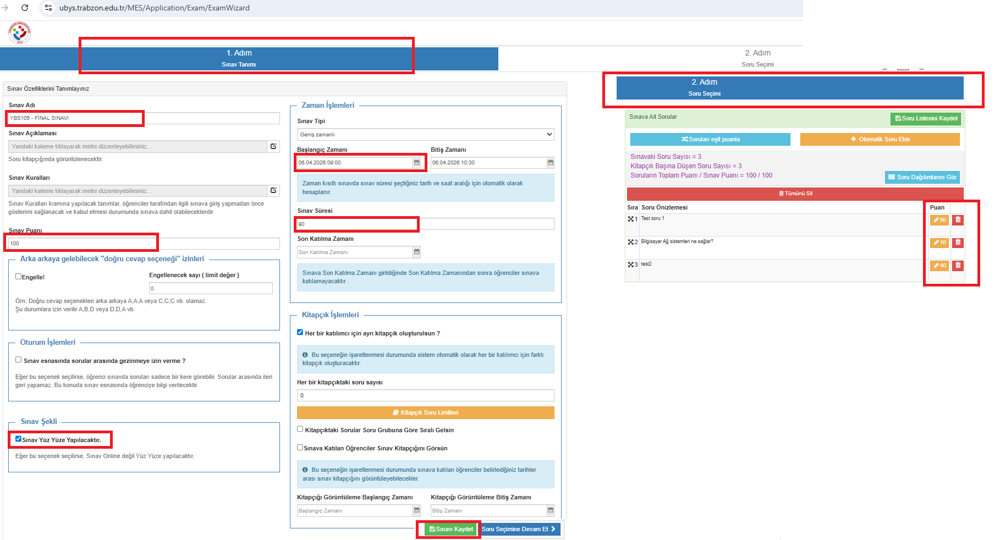 ubys.trabzon.edu.tr/MES/Application/Exam/ExamWizard
1. Adım
Sınav Tanımı
2. Adım
Soru Seçimi
Sınav Özelliklerini Tanımlayınız
Sınav Adı
YBS105 - FİNAL SINAVI
Sınav Açıklaması
Yandaki kaleme tıklayarak metni düzenleyebilirsiniz...
Soru kitapçığında görüntülenecektir.
Sınav Kuralları
Yandaki kaleme tıklayarak metni düzenleyebilirsiniz...
Sınav Kuralları kısmına yapılacak tanımlar, öğrenciler tarafından ilgili sınava giriş yapmadan önce
gösterimi sağlanacak ve kabul etmesi durumunda sınava dahil olabileceklerdir
Sınav Puanı
100
Arka arkaya gelebilecek "doğru cevap seçeneği" izinleri
Engelle!
Engellenecek sayı ( limit değer )
0
Örn; Doğru cevap seçenekleri arka arkaya A,A,A veya C,C,C vb. olamaz.
Şu durumlara izin verilir A,B,D veya D,D,A vb.
Oturum İşlemleri
Sınav esnasında sorular arasında gezinmeye izin verme ?
Eğer bu seçenek seçilirse, öğrenci sınavda soruları sadece bir kere görebilir. Sorular arasında ileri
geri yapamaz. Bu konuda sınav esnasında öğrenciye bilgi verilecektir.
Sınav Şekli
Sınav Yüz Yüze Yapılacaktır.
Eğer bu seçenek seçilirse, Sınav Online değil Yüz Yüze yapılacaktır.
Zaman İşlemleri
Sınav Tipi
Geniş zamanlı
Başlangıç Zamanı
Bitiş Zamanı
06.04.2026 09:00
06.04.2026 10:30
Zaman kısıtlı sınavda sınav süresi şeçtiğiniz tarih ve saat aralığı için otomatik olarak
hesaplanır.
Sınav Süresi
90
Son Katılma Zamanı
Son Katılma Zamanı
Sınava Son Katılma Zamanı girildiğinde Son Katılma Zamanından sonra öğrenciler sınava
katılamayacaktır .
Kitapçık İşlemleri
Her bir katılımcı için ayrı kitapçık oluşturulsun ?
Bu seçeneğin işaretlenmesi durumunda sistem otomatik olarak her bir katılımcı için farklı
kitapçık oluşturacaktır.
Her bir kitapçıktaki soru sayısı
0
Kitapçık Soru Limitleri
Kitapçıktaki Sorular Soru Grubuna Göre Sıralı Gelsin
Sınava Katılan Öğrenciler Sınav Kitapçığını Görsün
Bu seçeneğin işaretlenmesi durumunda sınava katılan öğrenciler belirlediğiniz tarihler
arası sınav kitapçığını görüntüleyebilecekler.
Kitapçığı Görüntüleme Başlangıç Zamanı
Kitapçığı Görüntüleme Bitiş Zamanı
Başlangıç Zamanı
Bitiş Zamanı
Sınavı Kaydet
Soru Seçimine Devam Et
2. Adım
Soru Seçimi
Sınava Ait Sorular
Soru Listesini Kaydet
Soruları eşit puanla
Otomatik Soru Ekle
Sınavaki Soru Sayısı = 3
Kitapçık Başına Düşen Soru Sayısı = 3
Soruların Toplam Puanı / Sınav Puanı = 100 / 100
Soru Dağılımlarını Gör
Tümünü Sil
Sıra Soru Önizlemesi Puan
1 Test soru 1 50
2 Bilgisayar Ağ sistemleri ne sağlar? 10
3 test2 40